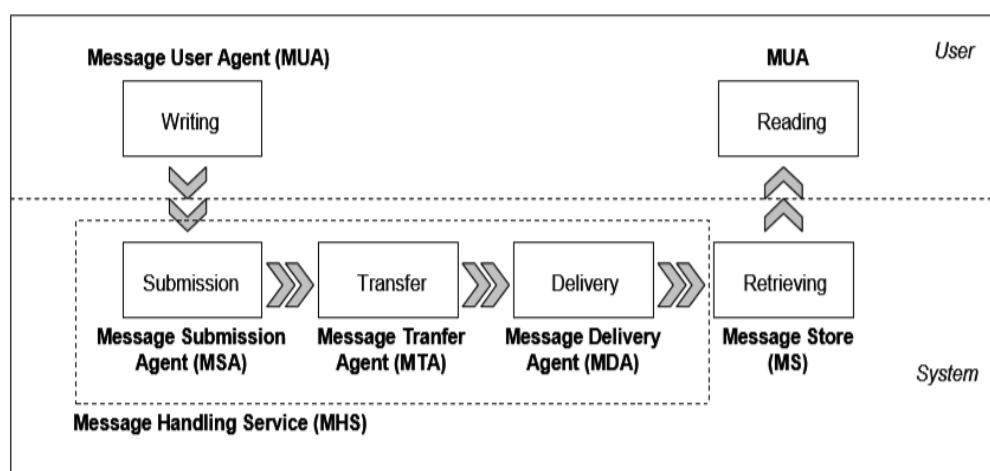 Message User Agent (MUA)
MUA
User
Writing
Reading
Submission
Transfer
Delivery
Retrieving
Message Submission
Agent (MSA)
Message Tranfer
Agent (MTA)
Message Delivery
Agent (MDA)
Message Store
(MS)
System
Message Handling Service (MHS)